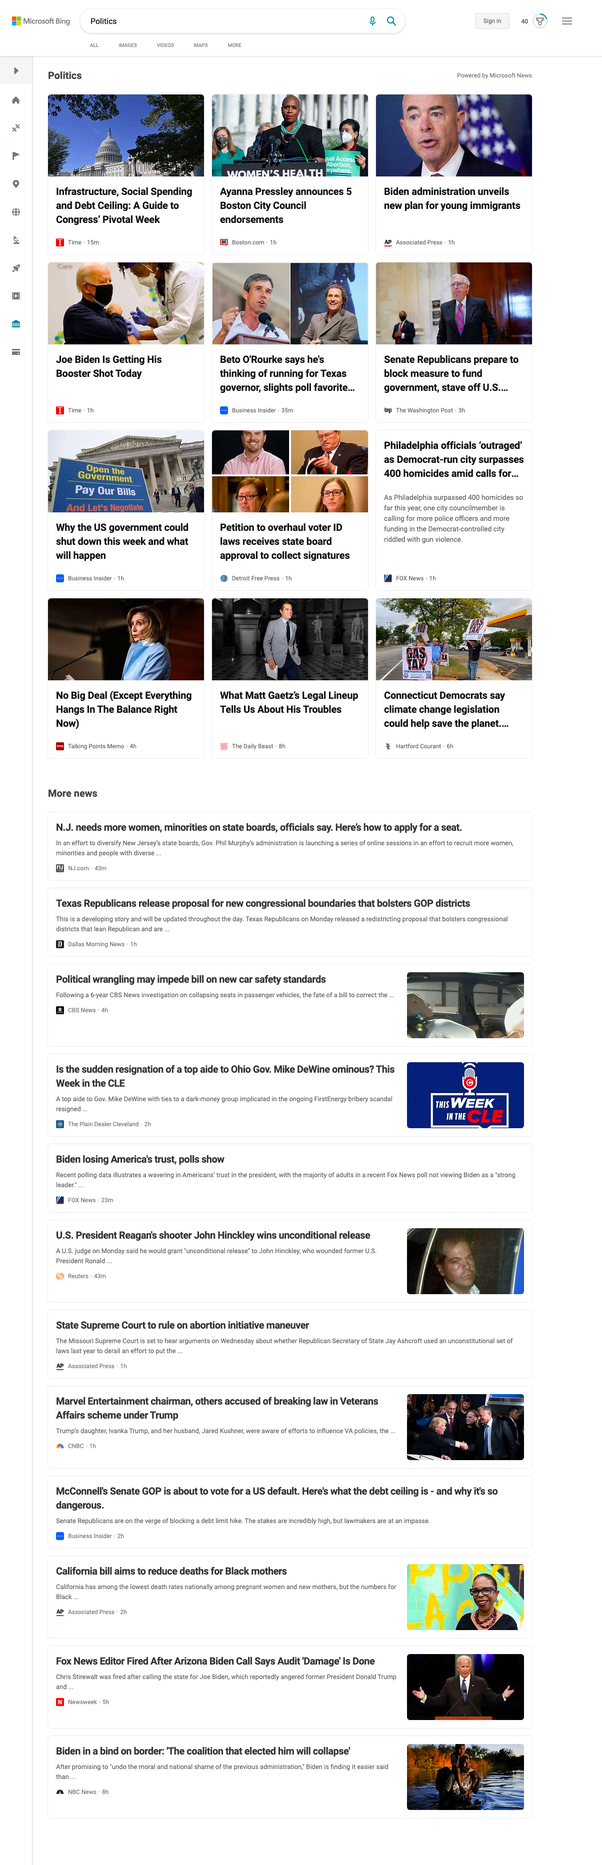 Microsoft Bing
Politics
Sign in
40
ALL IMAGES VIDEOS MAPS MORE
Politics
Powered by Microsoft News
WOMEN'S HEALTH
Infrastructure, Social Spending
and Debt Ceiling: A Guide to
Congress' Pivotal Week
Time · 15m
Ayanna Pressley announces 5
Boston City Council
endorsements
Boston.com · 1h
Biden administration unveils
new plan for young immigrants
AP Associated Press · 1h
Care
Joe Biden Is Getting His
Booster Shot Today
Time · 1h
Beto O'Rourke says he's
thinking of running for Texas
governor, slights poll favorite...
Business Insider · 35m
Senate Republicans prepare to
block measure to fund
government, stave off U.S....
wp The Washington Post · 3h
Open the
Government
Pay Our Bills
And Let's Negotiate
Why the US government could
shut down this week and what
will happen
Business Insider · 1h
Petition to overhaul voter ID
laws receives state board
approval to collect signatures
Detroit Free Press · 1h
Philadelphia officials 'outraged'
as Democrat-run city surpasses
400 homicides amid calls for...
As Philadelphia surpassed 400 homicides so
far this year, one city councilmember is
calling for more police officers and more
funding in the Democrat-controlled city
riddled with gun violence.
FOX News · 1h
No Big Deal (Except Everything
Hangs In The Balance Right
Now)
Talking Points Memo · 4h
What Matt Gaetz's Legal Lineup
Tells Us About His Troubles
The Daily Beast · 8h
GAS
TAX
GAS
TAX
Connecticut Democrats say
climate change legislation
could help save the planet....
Hartford Courant · 6h
More news
N.J. needs more women, minorities on state boards, officials say. Here's how to apply for a seat.
In an effort to diversify New Jersey's state boards, Gov. Phil Murphy's administration is launching a series of online sessions in an effort to recruit more women,
minorities and people with diverse ...
NJ.com · 43m
Texas Republicans release proposal for new congressional boundaries that bolsters GOP districts
This is a developing story and will be updated throughout the day. Texas Republicans on Monday released a redistricting proposal that bolsters congressional
districts that lean Republican and are ...
D Dallas Morning News · 1h
Political wrangling may impede bill on new car safety standards
Following a 6-year CBS News investigation on collapsing seats in passenger vehicles, the fate of a bill to correct the ...
CBS News · 4h
Is the sudden resignation of a top aide to Ohio Gov. Mike DeWine ominous? This
Week in the CLE
A top aide to Gov. Mike DeWine with ties to a dark-money group implicated in the ongoing FirstEnergy bribery scandal
resigned ...
The Plain Dealer Cleveland · 2h
THIS WEEK
IN THE CLE
Biden losing America's trust, polls show
Recent polling data illustrates a wavering in Americans' trust in the president, with the majority of adults in a recent Fox News poll not viewing Biden as a "strong
leader." ...
FOX News · 23m
U.S. President Reagan's shooter John Hinckley wins unconditional release
A U.S. judge on Monday said he would grant "unconditional release" to John Hinckley, who wounded former U.S.
President Ronald ...
Reuters · 43m
State Supreme Court to rule on abortion initiative maneuver
The Missouri Supreme Court is set to hear arguments on Wednesday about whether Republican Secretary of State Jay Ashcroft used an unconstitutional set of
laws last year to derail an effort to put the ...
AP Associated Press · 1h
Marvel Entertainment chairman, others accused of breaking law in Veterans
Affairs scheme under Trump
Trump's daughter, Ivanka Trump, and her husband, Jared Kushner, were aware of efforts to influence VA policies, the ...
CNBC · 1h
McConnell's Senate GOP is about to vote for a US default. Here's what the debt ceiling is - and why it's so
dangerous.
Senate Republicans are on the verge of blocking a debt limit hike. The stakes are incredibly high, but lawmakers are at an impasse.
Business Insider · 2h
California bill aims to reduce deaths for Black mothers
California has among the lowest death rates nationally among pregnant women and new mothers, but the numbers for
Black ...
AP Associated Press · 2h
Fox News Editor Fired After Arizona Biden Call Says Audit 'Damage' Is Done
Chris Stirewalt was fired after calling the state for Joe Biden, which reportedly angered former President Donald Trump
and ...
N Newsweek · 5h
Biden in a bind on border: 'The coalition that elected him will collapse'
After promising to "undo the moral and national shame of the previous administration," Biden is finding it easier said
than ...
NBC News · 8h